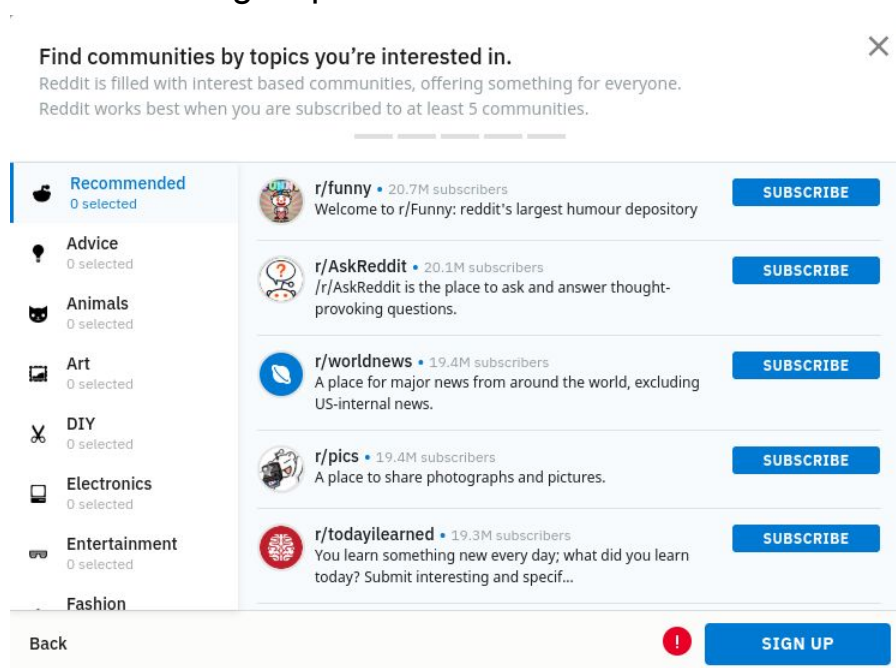 Find communities by topics you’re interested in.
Reddit is filled with interest based communities, offering something for everyone.
Reddit works best when you are subscribed to at least 5 communities.
Recommended
0 selected
Advice
0 selected
Animals
0 selected
Art
0 selected
DIY
0 selected
Electronics
0 selected
Entertainment
0 selected
Fashion
r/funny • 20.7M subscribers
Welcome to r/Funny: reddit's largest humour depository
SUBSCRIBE
r/AskReddit • 20.1M subscribers
/r/AskReddit is the place to ask and answer thought-
provoking questions.
SUBSCRIBE
r/worldnews • 19.4M subscribers
A place for major news from around the world, excluding
US-internal news.
SUBSCRIBE
r/pics • 19.4M subscribers
A place to share photographs and pictures.
SUBSCRIBE
r/todayilearned • 19.3M subscribers
You learn something new every day; what did you learn
today? Submit interesting and specif...
SUBSCRIBE
Back
!
SIGN UP